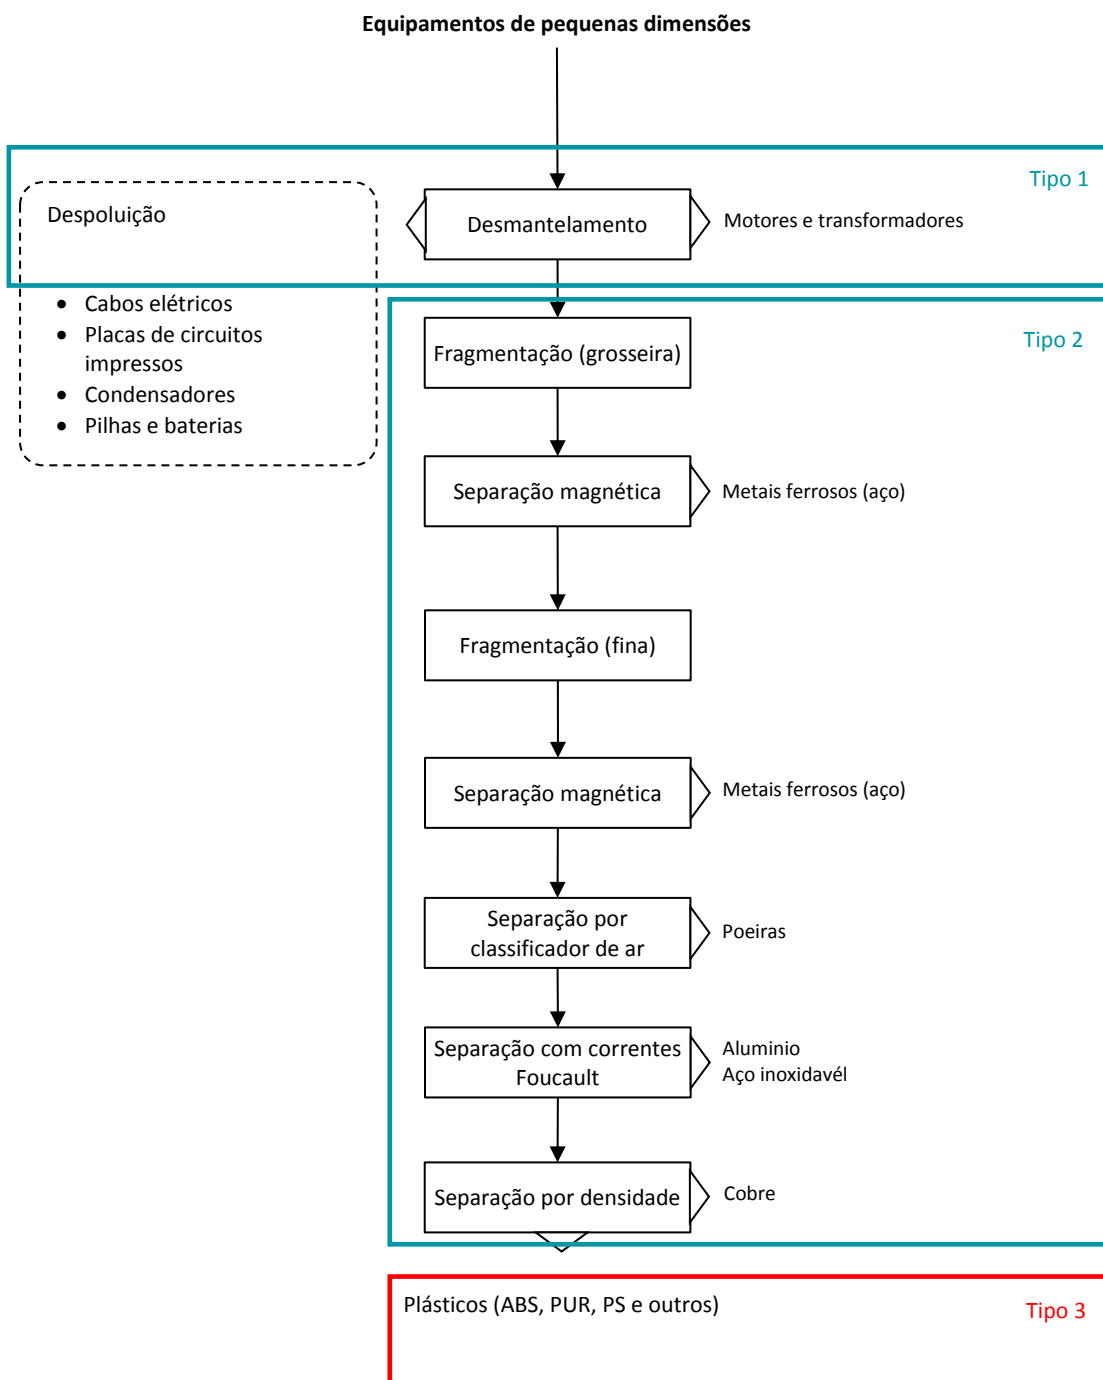 Equipamentos de pequenas dimensões
Tipo 1
Despoluição
Desmantelamento
Motores e transformadores
• Cabos elétricos
• Placas de circuitos
impressos
• Condensadores
• Pilhas e baterias
Tipo 2
Fragmentação (grosseira)
Separação magnética
Metais ferrosos (aço)
Fragmentação (fina)
Separação magnética
Metais ferrosos (aço)
Separação por
classificador de ar
Poeiras
Separação com correntes
Foucault
Aluminio
Aço inoxidavél
Separação por densidade
Cobre
Plásticos (ABS, PUR, PS e outros)
Tipo 3